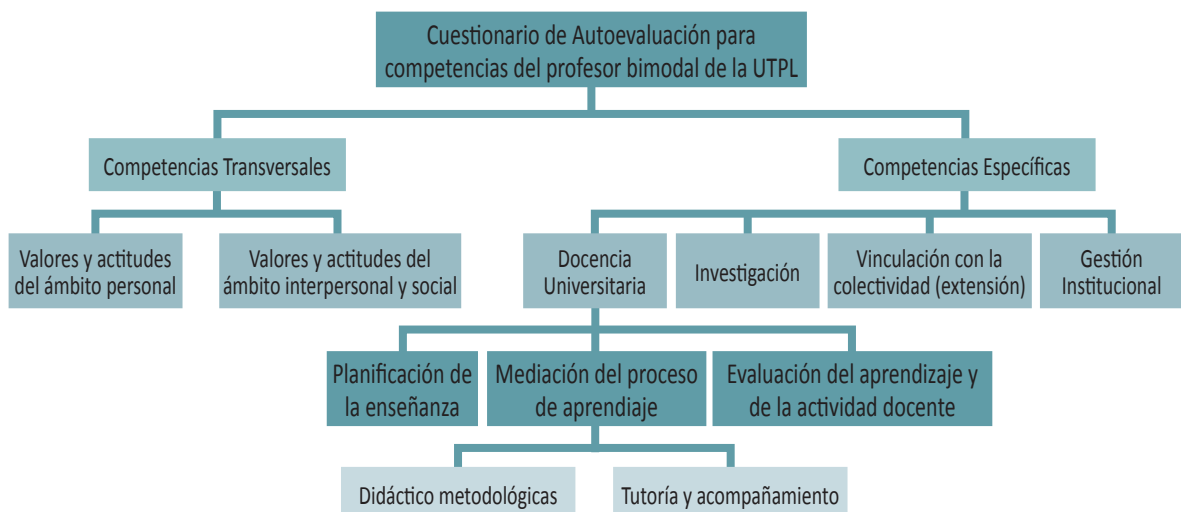 Cuestionario de Autoevaluación para
competencias del profesor bimodal de la UTPL
Competencias Transversales
Competencias Específicas
Valores y actitudes
del ámbito personal
Valores y actitudes del
ámbito interpersonal y social
Docencia
Universitaria
Investigación
Vinculación con la
colectividad (extensión)
Gestión
Institucional
Planificación de
la enseñanza
Mediación del proceso
de aprendiaje
Evaluación del aprendizaje y
de la actividad docente
Didáctico metodológicas
Tutoría y acompañamiento